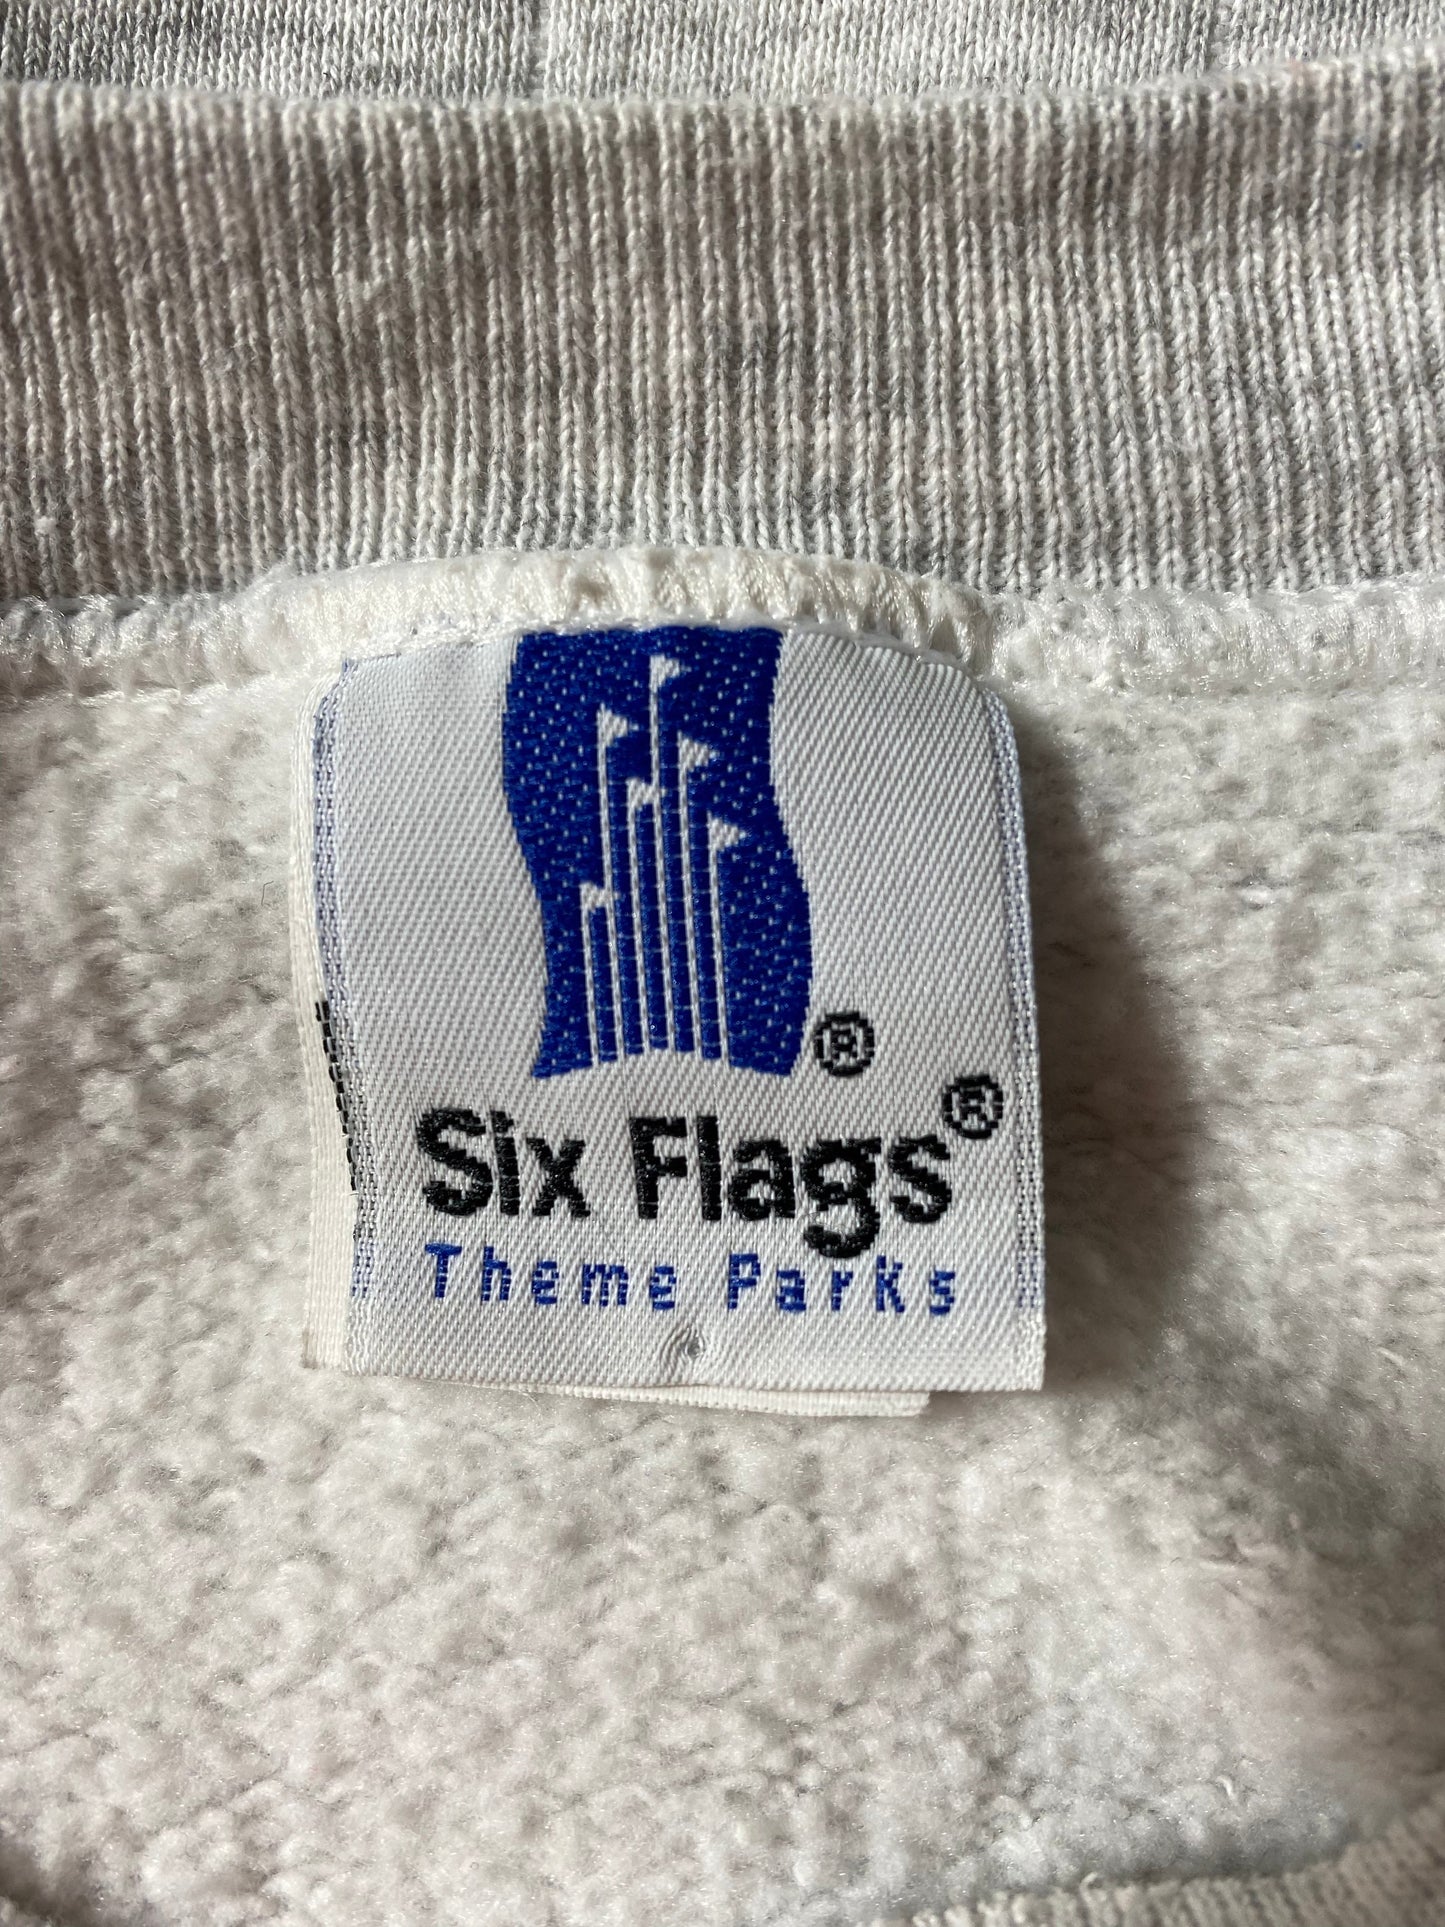 ®
Six Flags®
Theme Parks